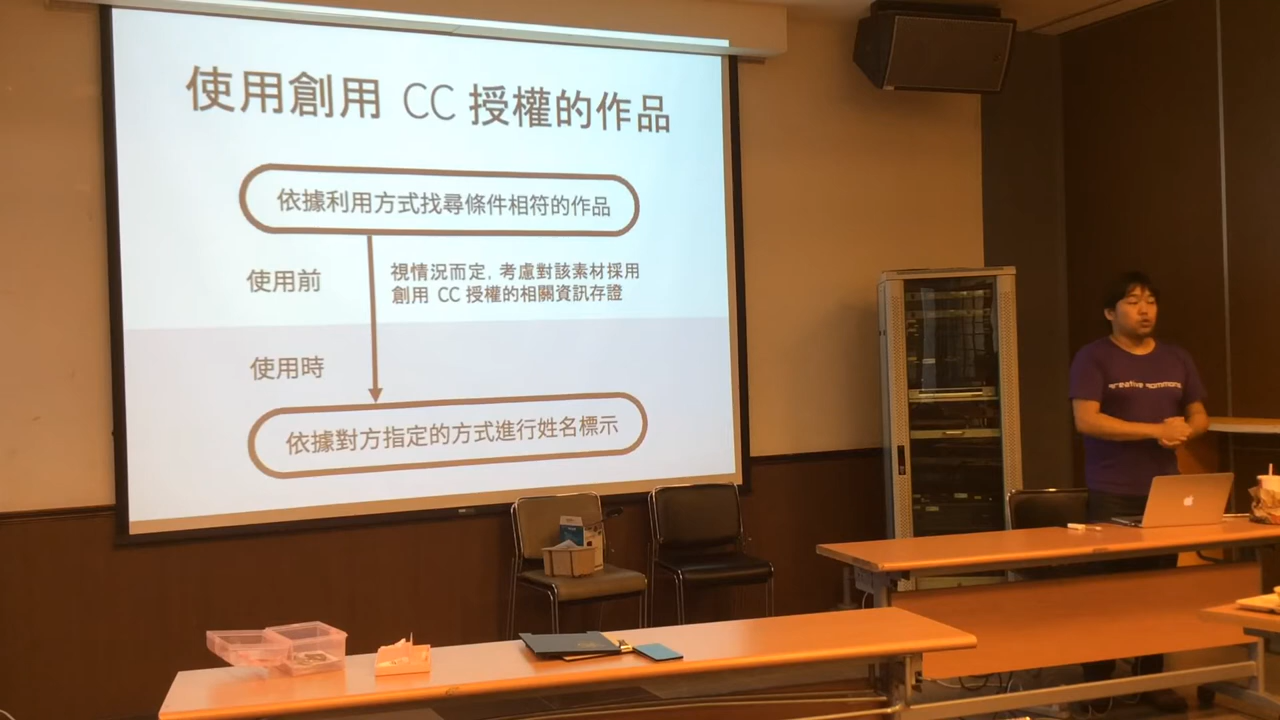 使用創用 CC 授權的作品
依據利用方式找尋條件相符的作品
使用前
視情況而定, 考慮對該素材採用
創用 CC 授權的相關資訊存證
使用時
依據對方指定的方式進行姓名標示
creative commons